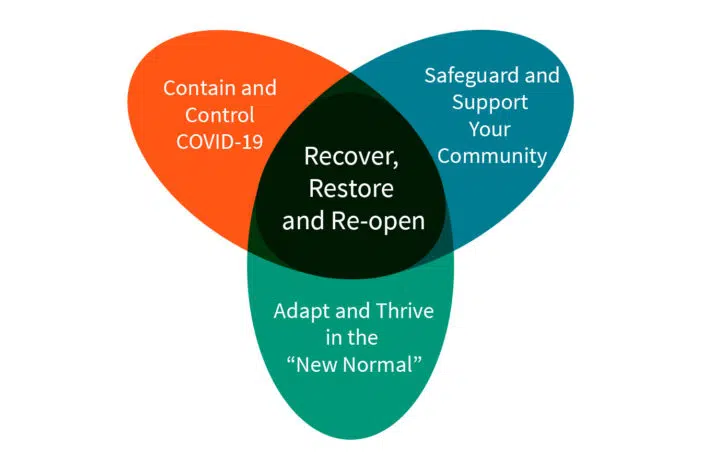 Contain and
Control
COVID-19
Safeguard and
Support
Your
Community
Recover,
Restore
and Re-open
Adapt and Thrive
in the
“New Normal”